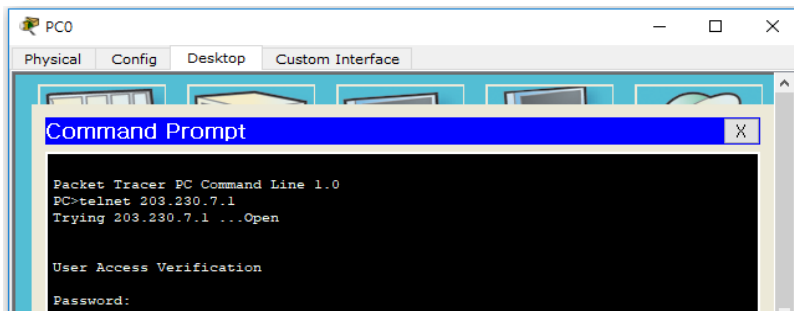 PC0
Physical Config Desktop Custom Interface
Command Prompt
X
Packet Tracer PC Command Line 1.0
PC>telnet 203.230.7.1
Trying 203.230.7.1 ...Open
User Access Verification
Password: